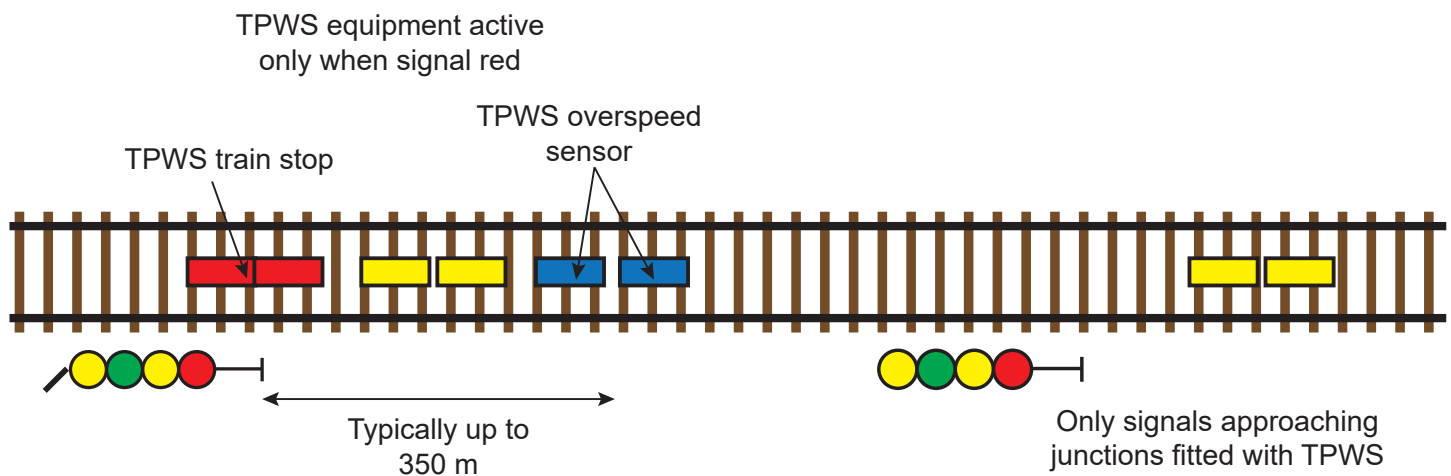 TPWS equipment active
only when signal red
TPWS overspeed
sensor
TPWS train stop
Typically up to
350 m
Only signals approaching
junctions fitted with TPWS